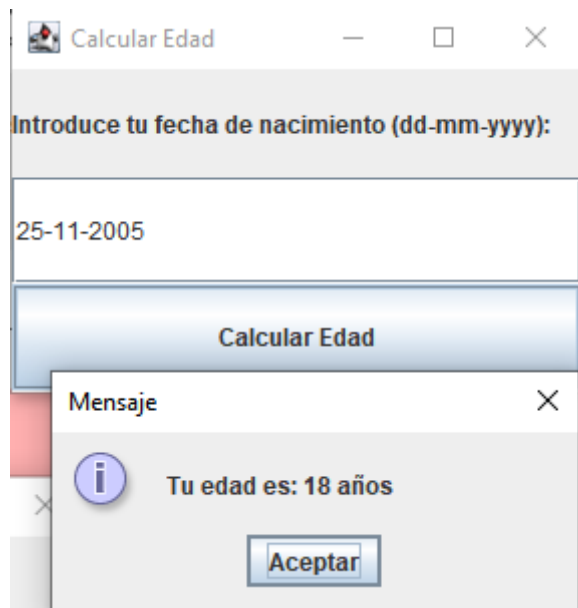 Calcular Edad
Introduce tu fecha de nacimiento (dd-mm-yyyy):
25-11-2005
Calcular Edad
Mensaje
Tu edad es: 18 años
Aceptar